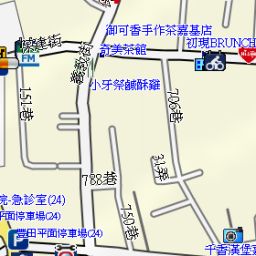 御可香手作茶嘉基店
初現BRUNCH
奇美茶館
FM
小牙祭鹹酥雞
151巷
706巷
31弄
788巷
750巷
院-急診室(24)
平面停車場(24)
豐田平面停車場(24)
千香漢堡